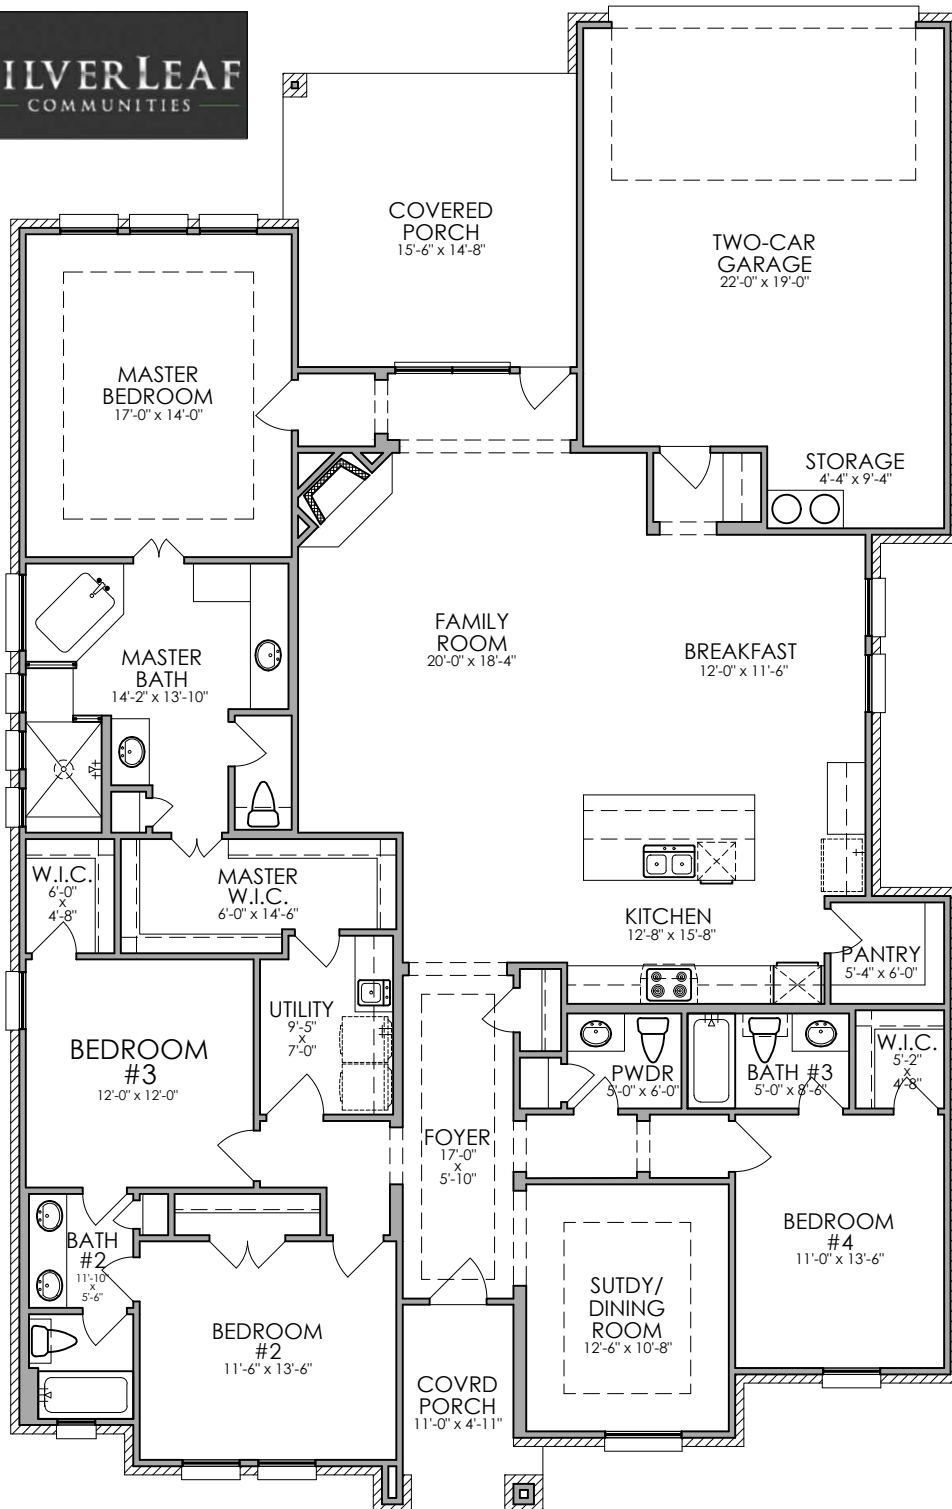 ILVERLEAF
COMMUNITIES
COVERED
PORCH
15'-6" x 14'-8"
TWO-CAR
GARAGE
22'-0" x 19'-0"
MASTER
BEDROOM
17'-0" x 14'-0"
STORAGE
4'-4" x 9'-4"
FAMILY
ROOM
20'-0" x 18'-4"
BREAKFAST
12'-0" x 11'-6"
MASTER
BATH
14'-2" x 13'-10"
W.I.C.
6'-0"
x
4'-8"
MASTER
W.I.C.
6'-0" x 14'-6"
KITCHEN
12'-8" x 15'-8"
PANTRY
5'-4" x 6'-0"
UTILITY
9'-5"
x
7'-0"
BEDROOM
#3
12'-0" x 12'-0"
PWDR
5'-0" x 6'-0"
BATH #3
5'-0" x 8'-6"
W.I.C.
5'-2"
x
4'-8"
FOYER
17'-0"
x
5'-10"
BATH
#2
11'-10"
x
5'-6"
BEDROOM
#4
11'-0" x 13'-6"
SUTDY/
DINING
ROOM
12'-6" x 10'-8"
BEDROOM
#2
11'-6" x 13'-6"
COVRD
PORCH
11'-0" x 4'-11"